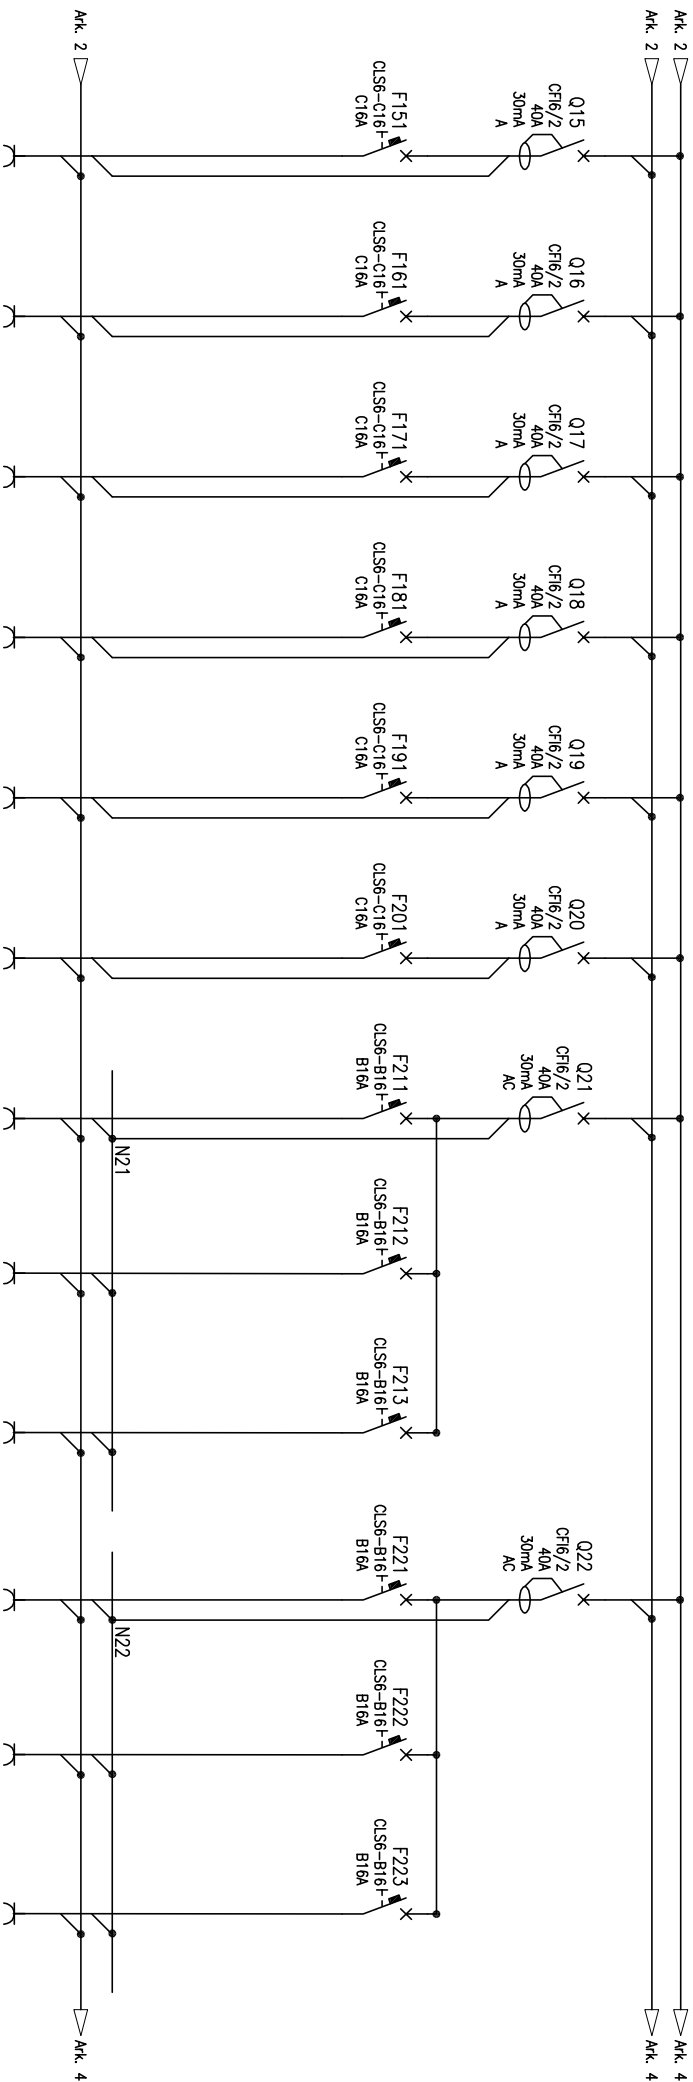 Ark. 2
Ark. 4
Ark. 2
Ark. 4
Q15
CFI6/2
40A
30mA
A
Q16
CFI6/2
40A
30mA
A
Q17
CFI6/2
40A
30mA
A
Q18
CFI6/2
40A
30mA
A
Q19
CFI6/2
40A
30mA
A
Q20
CFI6/2
40A
30mA
A
Q21
CFI6/2
40A
30mA
AC
Q22
CFI6/2
40A
30mA
AC
F151
CLS6-C16
C16A
F161
CLS6-C16
C16A
F171
CLS6-C16
C16A
F181
CLS6-C16
C16A
F191
CLS6-C16
C16A
F201
CLS6-C16
C16A
F211
CLS6-B16
B16A
F212
CLS6-B16
B16A
F213
CLS6-B16
B16A
F221
CLS6-B16
B16A
F222
CLS6-B16
B16A
F223
CLS6-B16
B16A
N21
N22
Ark. 2
Ark. 4